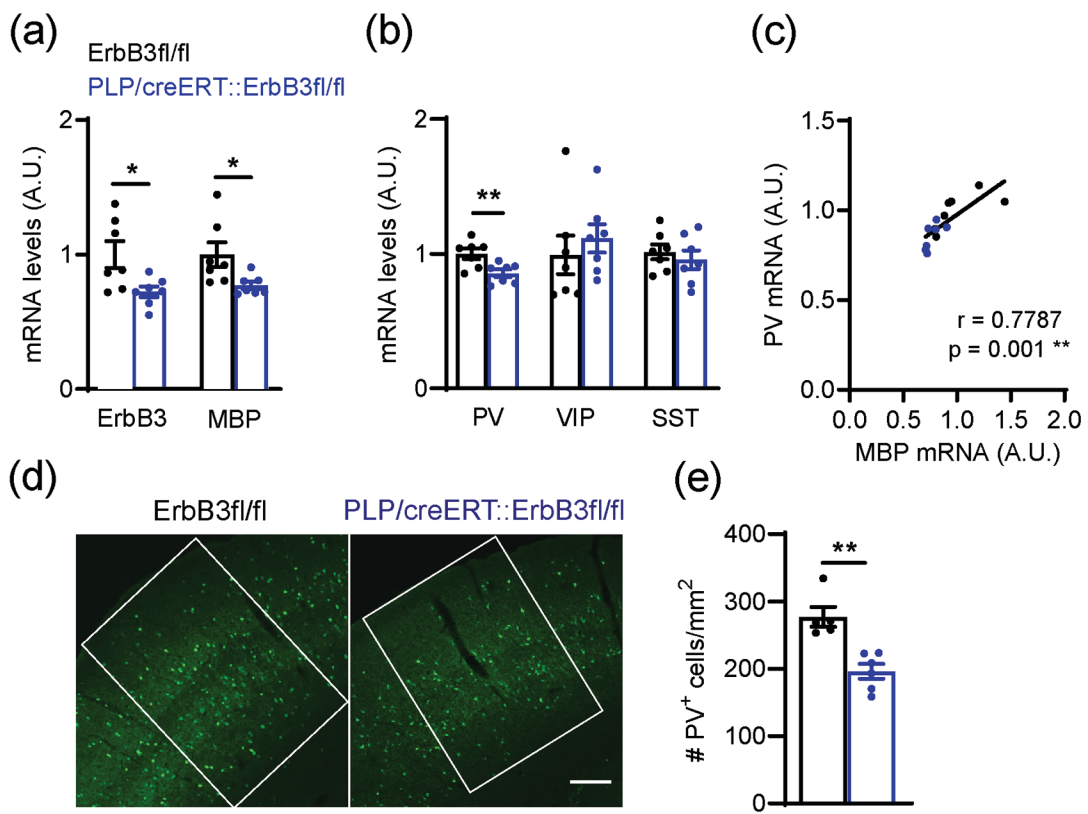 (a)
ErbB3fl/fl
PLP/creERT::ErbB3fl/fl
mRNA levels (A.U.)
2
1
0
*
*
ErbB3
MBP
(b)
mRNA levels (A.U.)
2
1
0
**
PV
VIP
SST
(c)
PV mRNA (A.U.)
1.5
1.0
0.5
0.0
r = 0.7787
p = 0.001 **
0.0 0.5 1.0 1.5 2.0
MBP mRNA (A.U.)
(d)
ErbB3fl/fl
PLP/creERT::ErbB3fl/fl
(e)
# PV+ cells/mm2
400
300
200
100
0
**